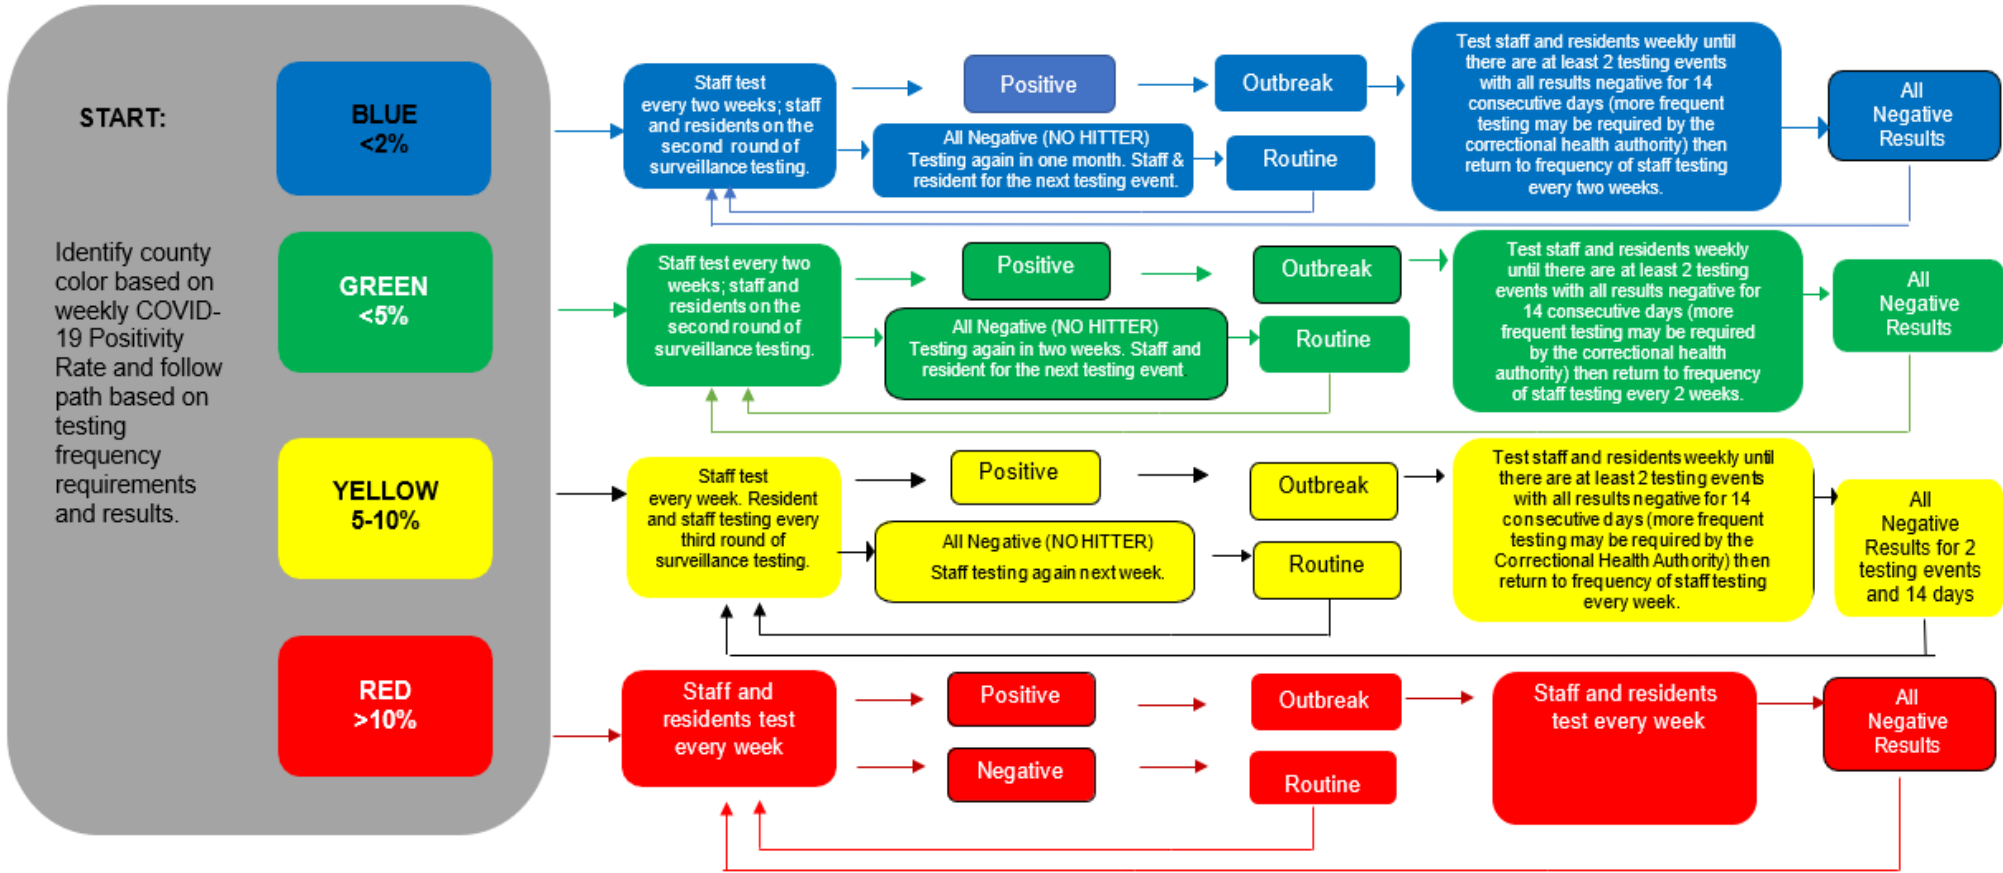 START:
Identify county
color based on
weekly COVID-
19 Positivity
Rate and follow
path based on
testing
frequency
requirements
and results.
BLUE
<2%
Staff test
every two weeks; staff
and residents on the
second round of
surveillance testing.
Positive
Outbreak
Test staff and residents weekly until
there are at least 2 testing events
with all results negative for 14
consecutive days (more frequent
testing may be required by the
correctional health authority) then
return to frequency of staff testing
every two weeks.
All
Negative
Results
All Negative (NO HITTER)
Testing again in one month. Staff &
resident for the next testing event.
Routine
GREEN
<5%
Staff test every two
weeks; staff and
residents on the
second round of
surveillance testing.
Positive
Outbreak
Test staff and residents weekly
until there are at least 2 testing
events with all results negative for
14 consecutive days (more
frequent testing may be required
by the correctional health
authority) then return to frequency
of staff testing every 2 weeks.
All
Negative
Results
All Negative (NO HITTER)
Testing again in two weeks. Staff and
resident for the next testing event
Routine
YELLOW
5-10%
Staff test
every week. Resident
and staff testing every
third round of
surveillance testing.
Positive
Outbreak
Test staff and residents weekly until
there are at least 2 testing events
with all results negative for 14
consecutive days (more frequent
testing may be required by the
Correctional Health Authority) then
return to frequency of staff testing
every week.
All
Negative
Results for 2
testing events
and 14 days
All Negative (NO HITTER)
Staff testing again next week.
Routine
RED
>10%
Staff and
residents test
every week
Positive
Outbreak
Staff and residents
test every week
All
Negative
Results
Negative
Routine